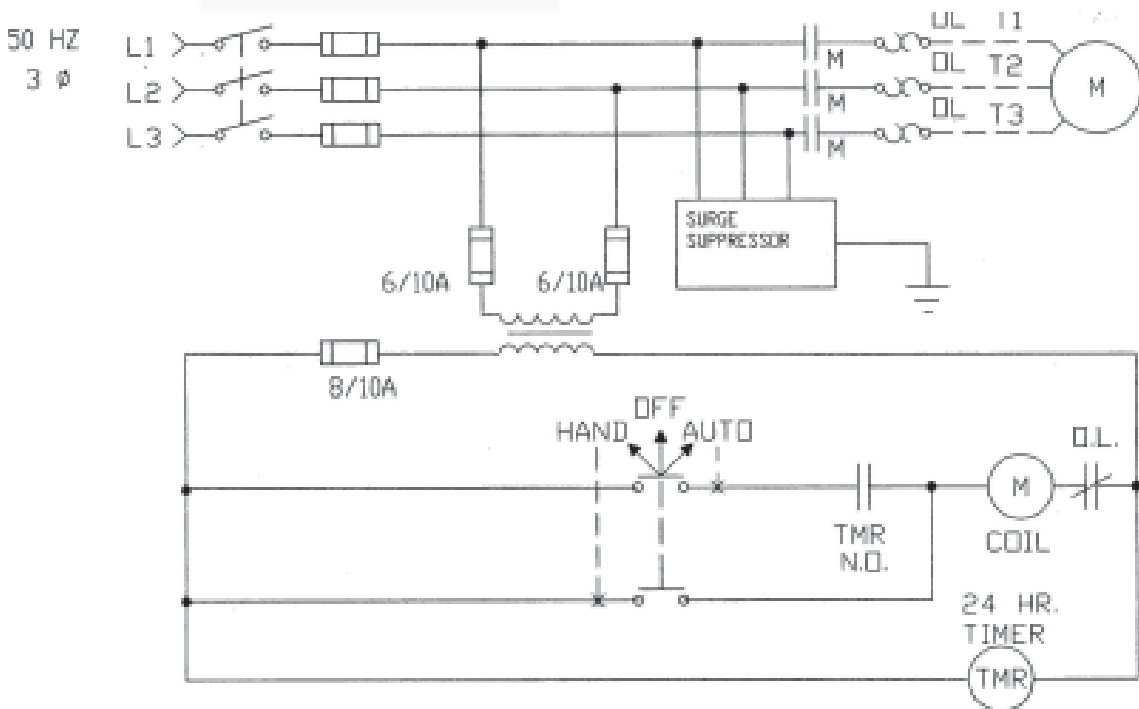 50 HZ
3 φ
L1
L2
L3
OL T1
OL T2
OL T3
M
M
M
M
SURGE
SUPPRESSOR
6/10A
6/10A
8/10A
OFF
HAND
AUTO
O.L.
M
COIL
TMR
N.O.
24 HR.
TIMER
TMR